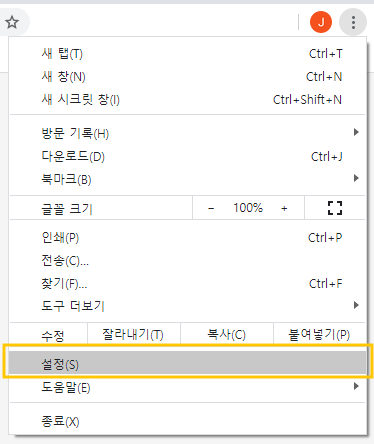 J
새 탭(T) Ctrl+T
새 창(N) Ctrl+N
새 시크릿 창(I) Ctrl+Shift+N
방문 기록(H)
다운로드(D) Ctrl+J
북마크(B)
글꼴 크기 − 100% +
인쇄(P) Ctrl+P
전송(C)...
찾기(F)... Ctrl+F
도구 더보기
수정 잘라내기(T) 복사(C) 붙여넣기(P)
설정(S)
도움말(E)
종료(X)